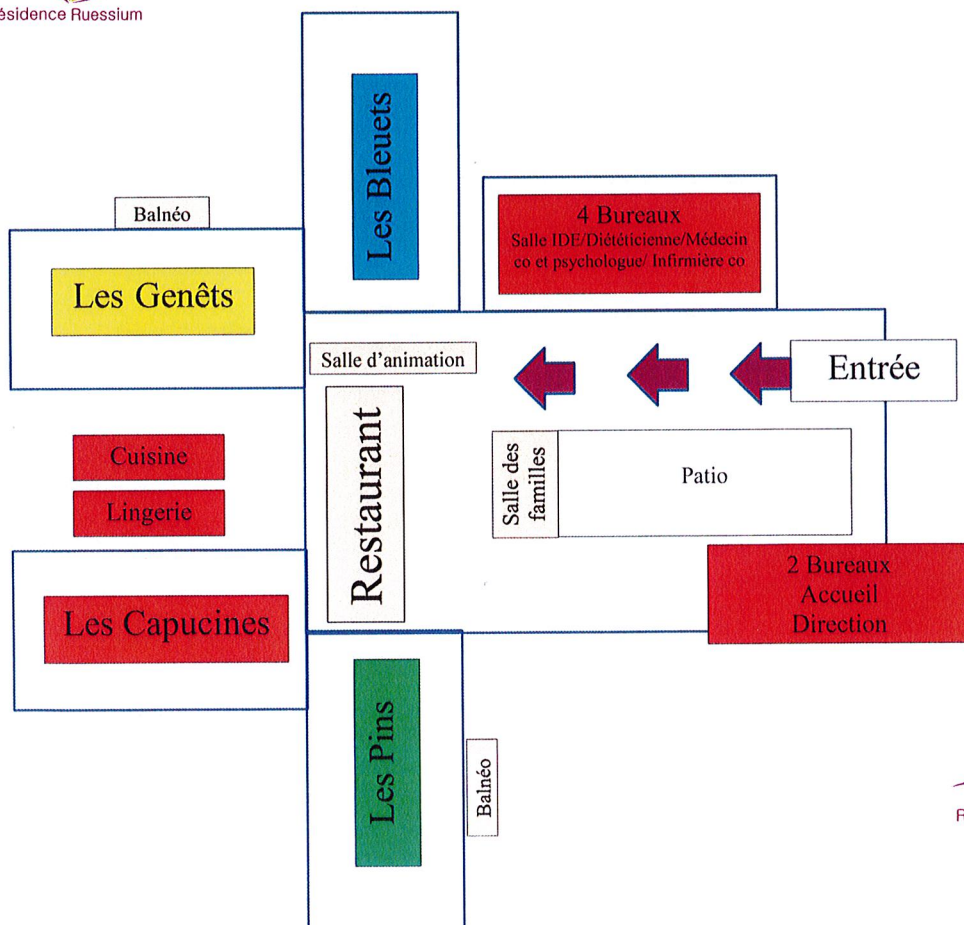 ésidence Ruessium
Les Bleuets
Balnéo
4 Bureaux
Salle IDE/Diététicienne/Médecin
co et psychologue/ Infirmière co
Les Genêts
Salle d'animation
Entrée
Restaurant
Cuisine
Lingerie
Salle des
familles
Patio
2 Bureaux
Accueil
Direction
Les Capucines
Les Pins
Balnéo
R